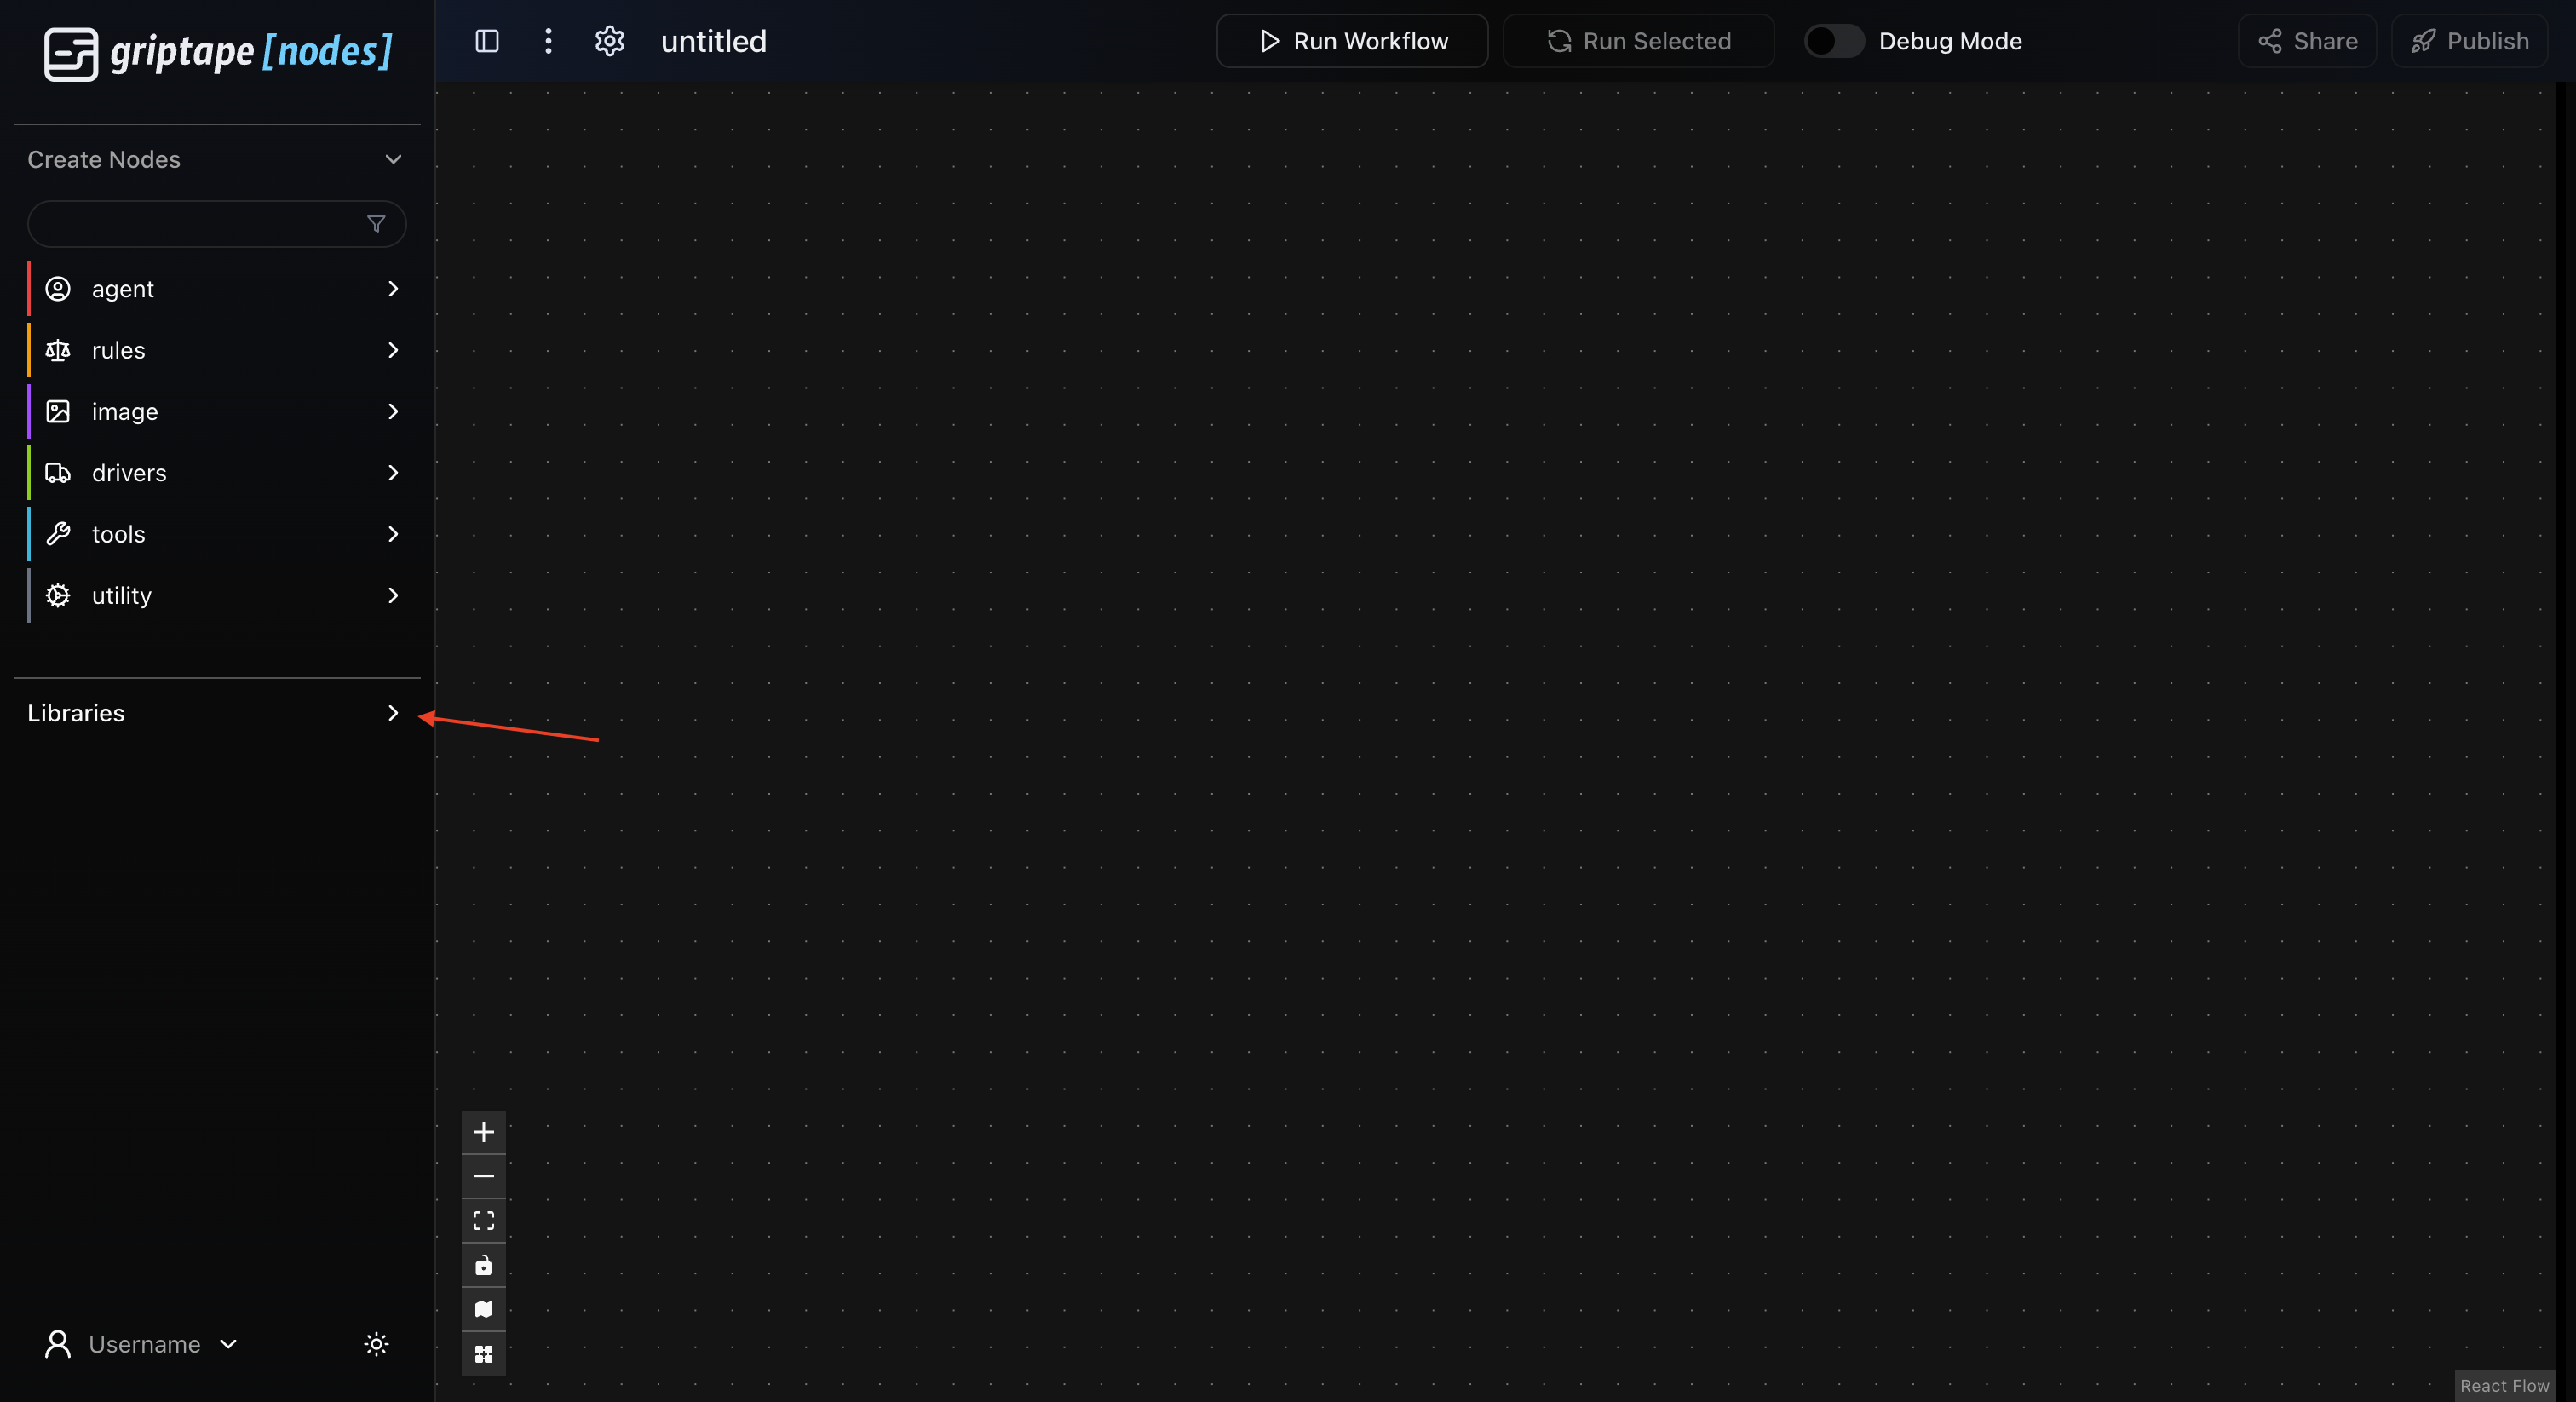 griptape [nodes]
untitled
Run Workflow
Run Selected
Debug Mode
Share
Publish
Create Nodes
agent
rules
image
drivers
tools
utility
Libraries
Username
React Flow